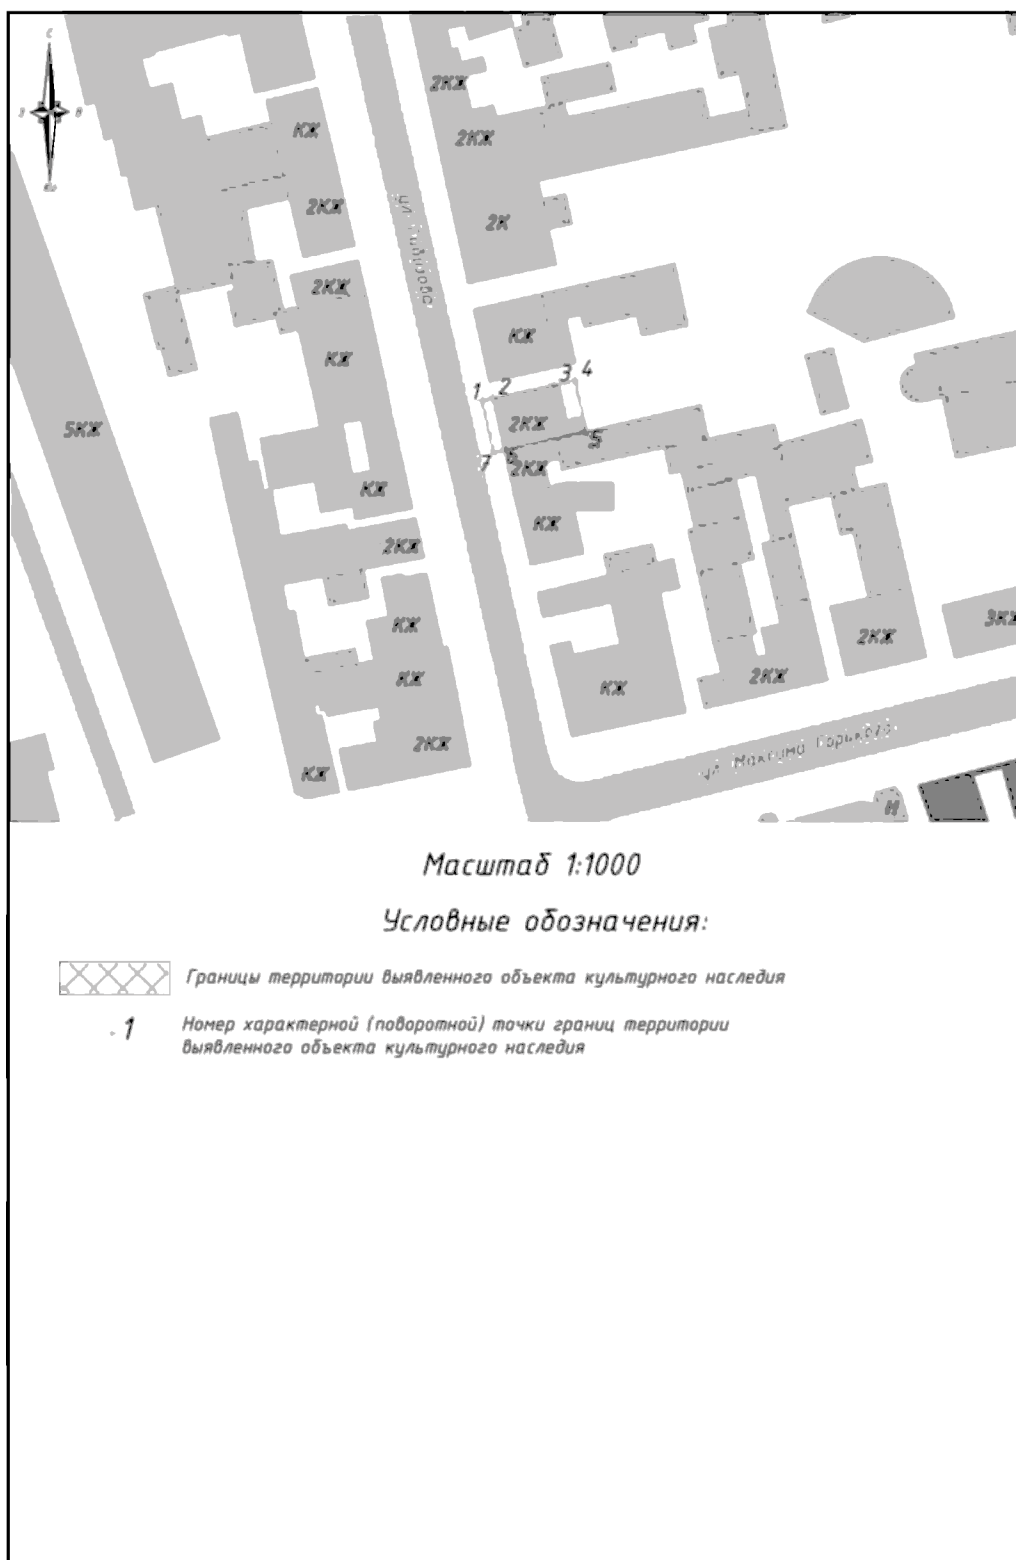 С
В
Ю
2КЖ
КЖ
2КЖ
2КЖ
2К
2КЖ
КЖ
КЖ
1 2 3 4
5КЖ
2КЖ
5
7 6
2КЖ
КЖ
КЖ
2КЖ
КЖ
2КЖ
3КЖ
КЖ
2КЖ
КЖ
2КЖ
КЖ
ул. Максима Горького
Н
Масштаб 1:1000
Условные обозначения:
Границы территории выявленного объекта культурного наследия
1 Номер характерной (поворотной) точки границ территории
выявленного объекта культурного наследия